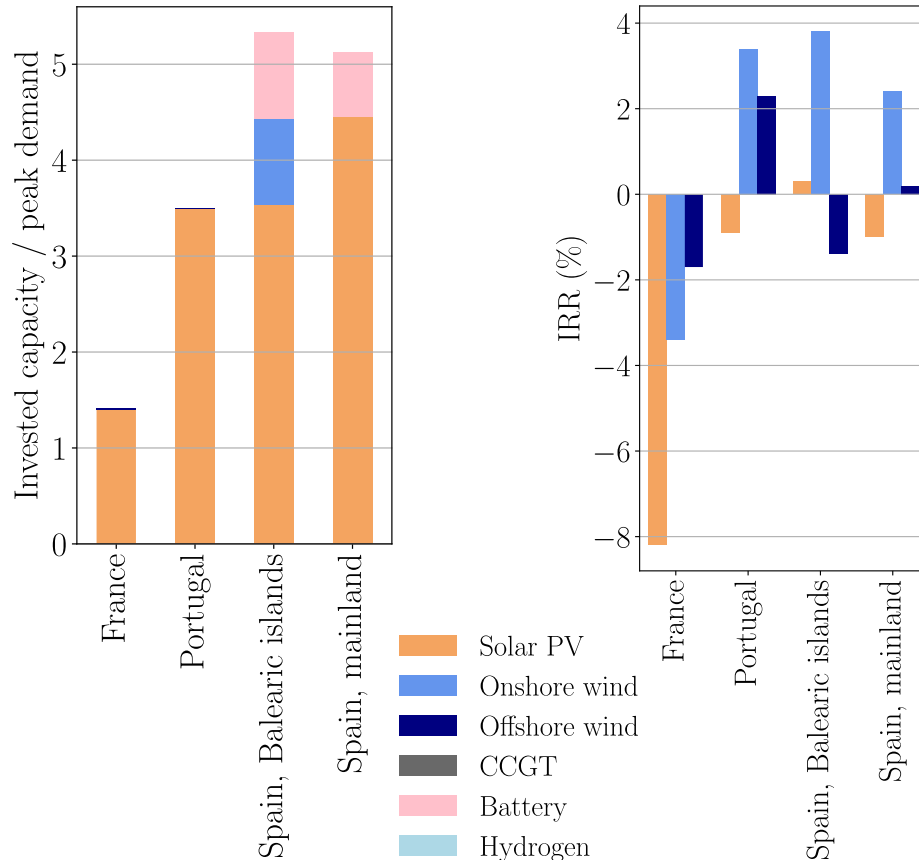 Invested capacity / peak demand
5
4
3
2
1
0
France
Portugal
Spain, Balearic islands
Spain, mainland
IRR (%)
4
2
0
−2
−4
−6
−8
France
Portugal
Spain, Balearic islands
Spain, mainland
Solar PV
Onshore wind
Offshore wind
CCGT
Battery
Hydrogen